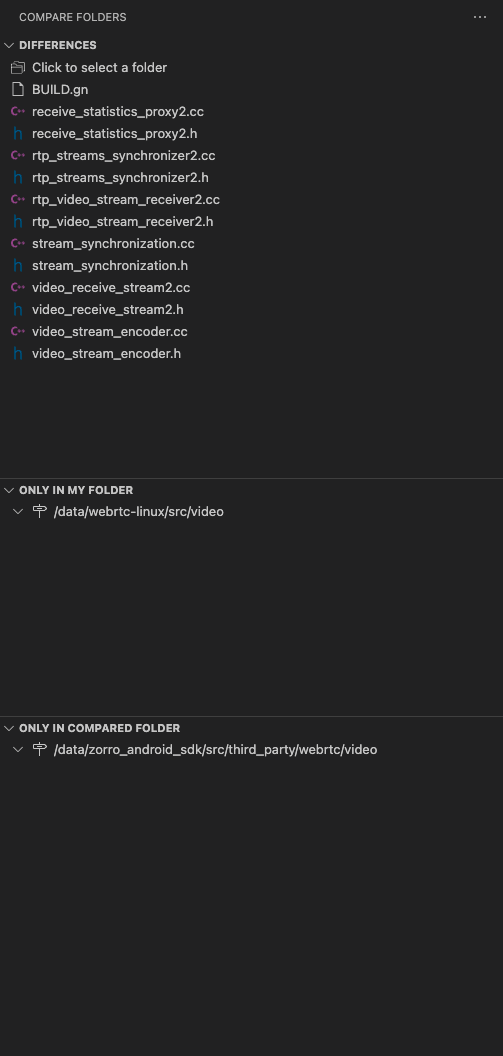 COMPARE FOLDERS
DIFFERENCES
Click to select a folder
BUILD.gn
C++ receive_statistics_proxy2.cc
h receive_statistics_proxy2.h
C++ rtp_streams_synchronizer2.cc
h rtp_streams_synchronizer2.h
C++ rtp_video_stream_receiver2.cc
h rtp_video_stream_receiver2.h
C++ stream_synchronization.cc
h stream_synchronization.h
C++ video_receive_stream2.cc
h video_receive_stream2.h
C++ video_stream_encoder.cc
h video_stream_encoder.h
ONLY IN MY FOLDER
/data/webrtc-linux/src/video
ONLY IN COMPARED FOLDER
/data/zorro_android_sdk/src/third_party/webrtc/video